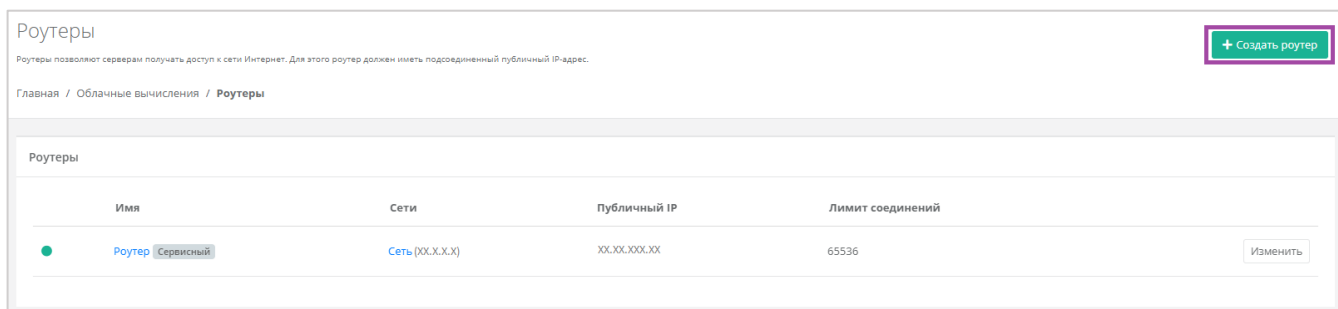 Роутеры
+ Создать роутер
Роутеры позволяют серверам получать доступ к сети Интернет. Для этого роутер должен иметь подсоединенный публичный IP-адрес.
Главная / Облачные вычисления / Роутеры
Роутеры
Имя Сети Публичный IP Лимит соединений
Роутер Сервисный Сеть (XX.X.X.X) XX.XX.XXX.XX 65536 Изменить